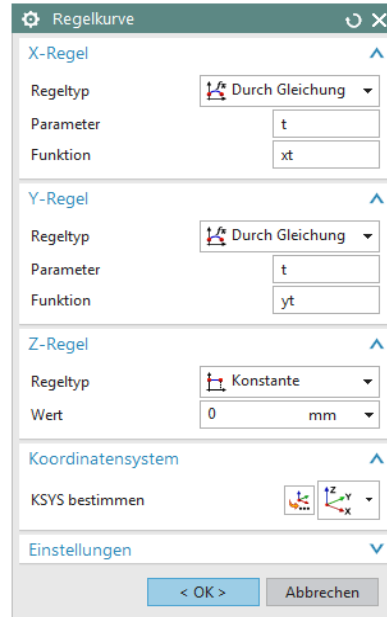 Regelkurve
X-Regel
Regeltyp Durch Gleichung
Parameter t
Funktion xt
Y-Regel
Regeltyp Durch Gleichung
Parameter t
Funktion yt
Z-Regel
Regeltyp Konstante
Wert 0 mm
Koordinatensystem
KSYS bestimmen Z Y X
Einstellungen
< OK > Abbrechen